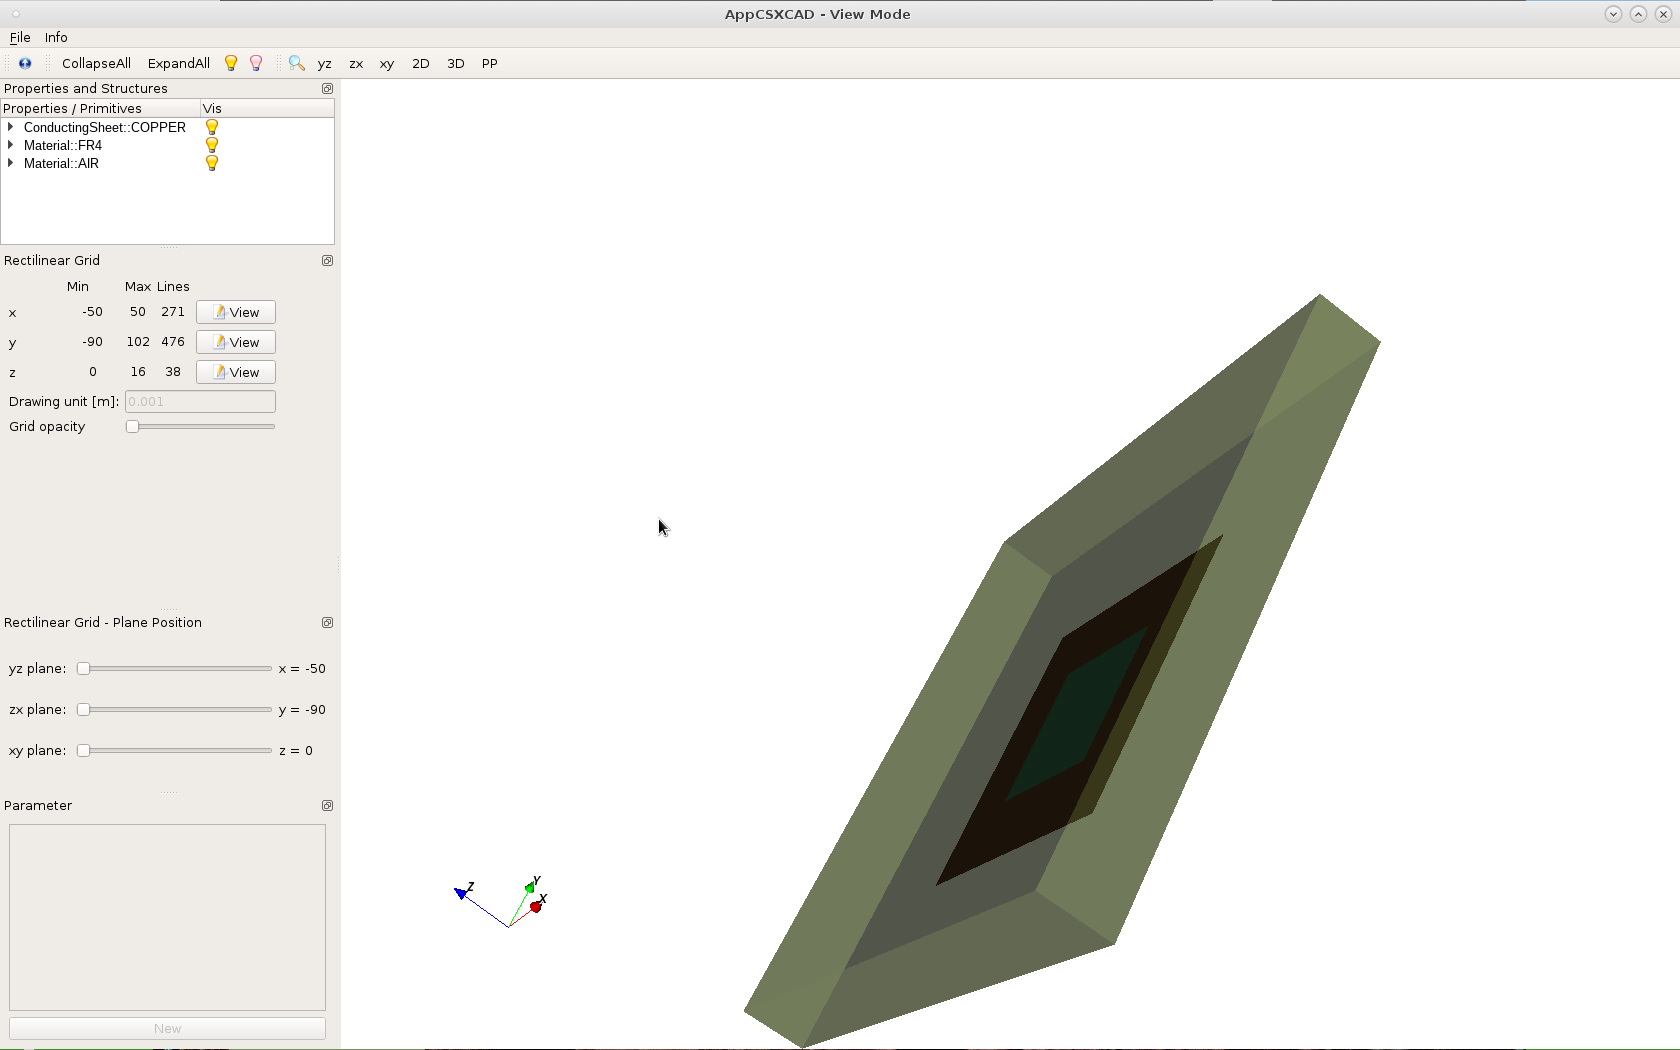 AppCSXCAD - View Mode
File Info
CollapseAll ExpandAll yz zx xy 2D 3D PP
Properties and Structures
Properties / Primitives Vis
ConductingSheet::COPPER
Material::FR4
Material::AIR
Rectilinear Grid
Min Max Lines
x -50 50 271 View
y -90 102 476 View
z 0 16 38 View
Drawing unit [m]: 0.001
Grid opacity
Rectilinear Grid - Plane Position
yz plane: x = -50
zx plane: y = -90
xy plane: z = 0
Parameter
New
Z Y X